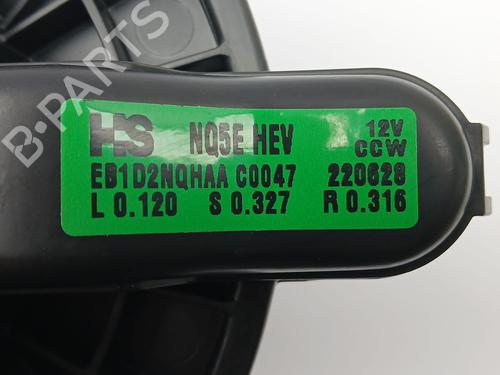 B-PARTS
HS NQ5E HEV 12V CCW
EB1D2NQHAA C0047 220628
L 0.120 S 0.327 R 0.316